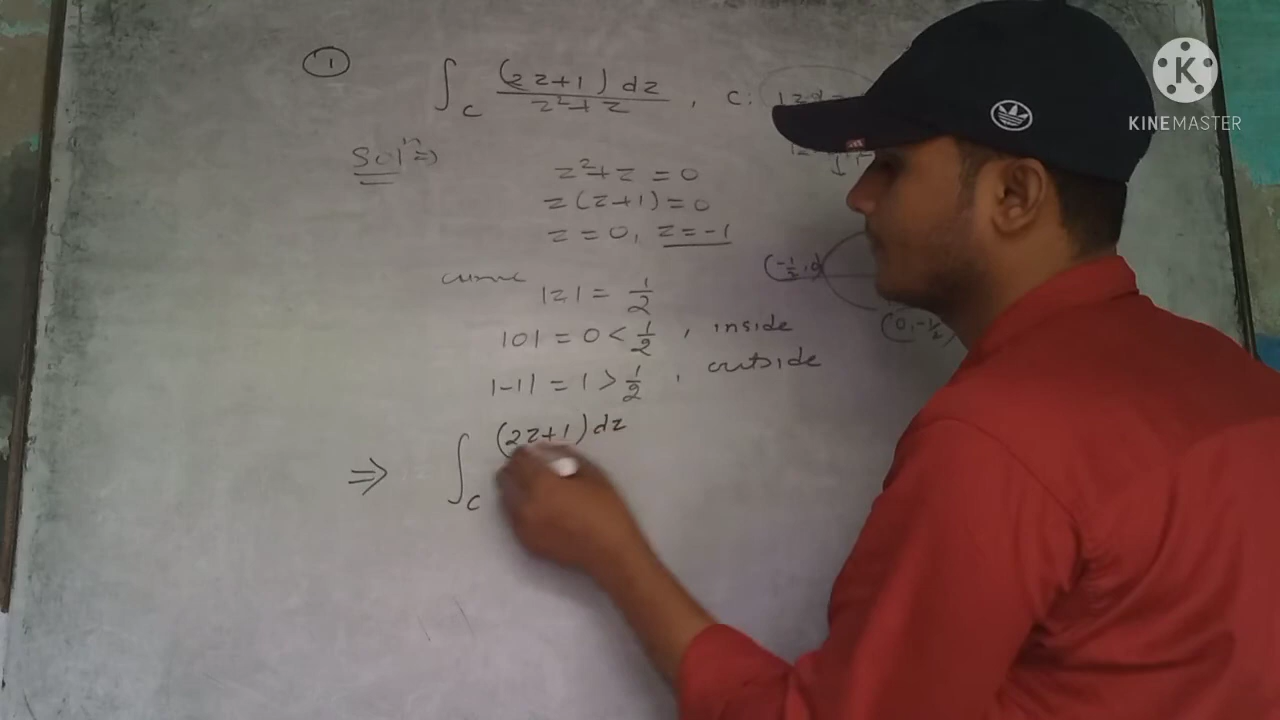 ① ∫_C (2z+1) dz / z²+z , C:
Solⁿ ⇒
z²+z = 0
z(z+1) = 0
z = 0, z = -1
curve
|z| = 1/2
|0| = 0 < 1/2 , inside
|-1| = 1 > 1/2 , outside
⇒ ∫_C (2z+1) dz
(-1/2, 0)
(0, -1/2)
KINEMASTER